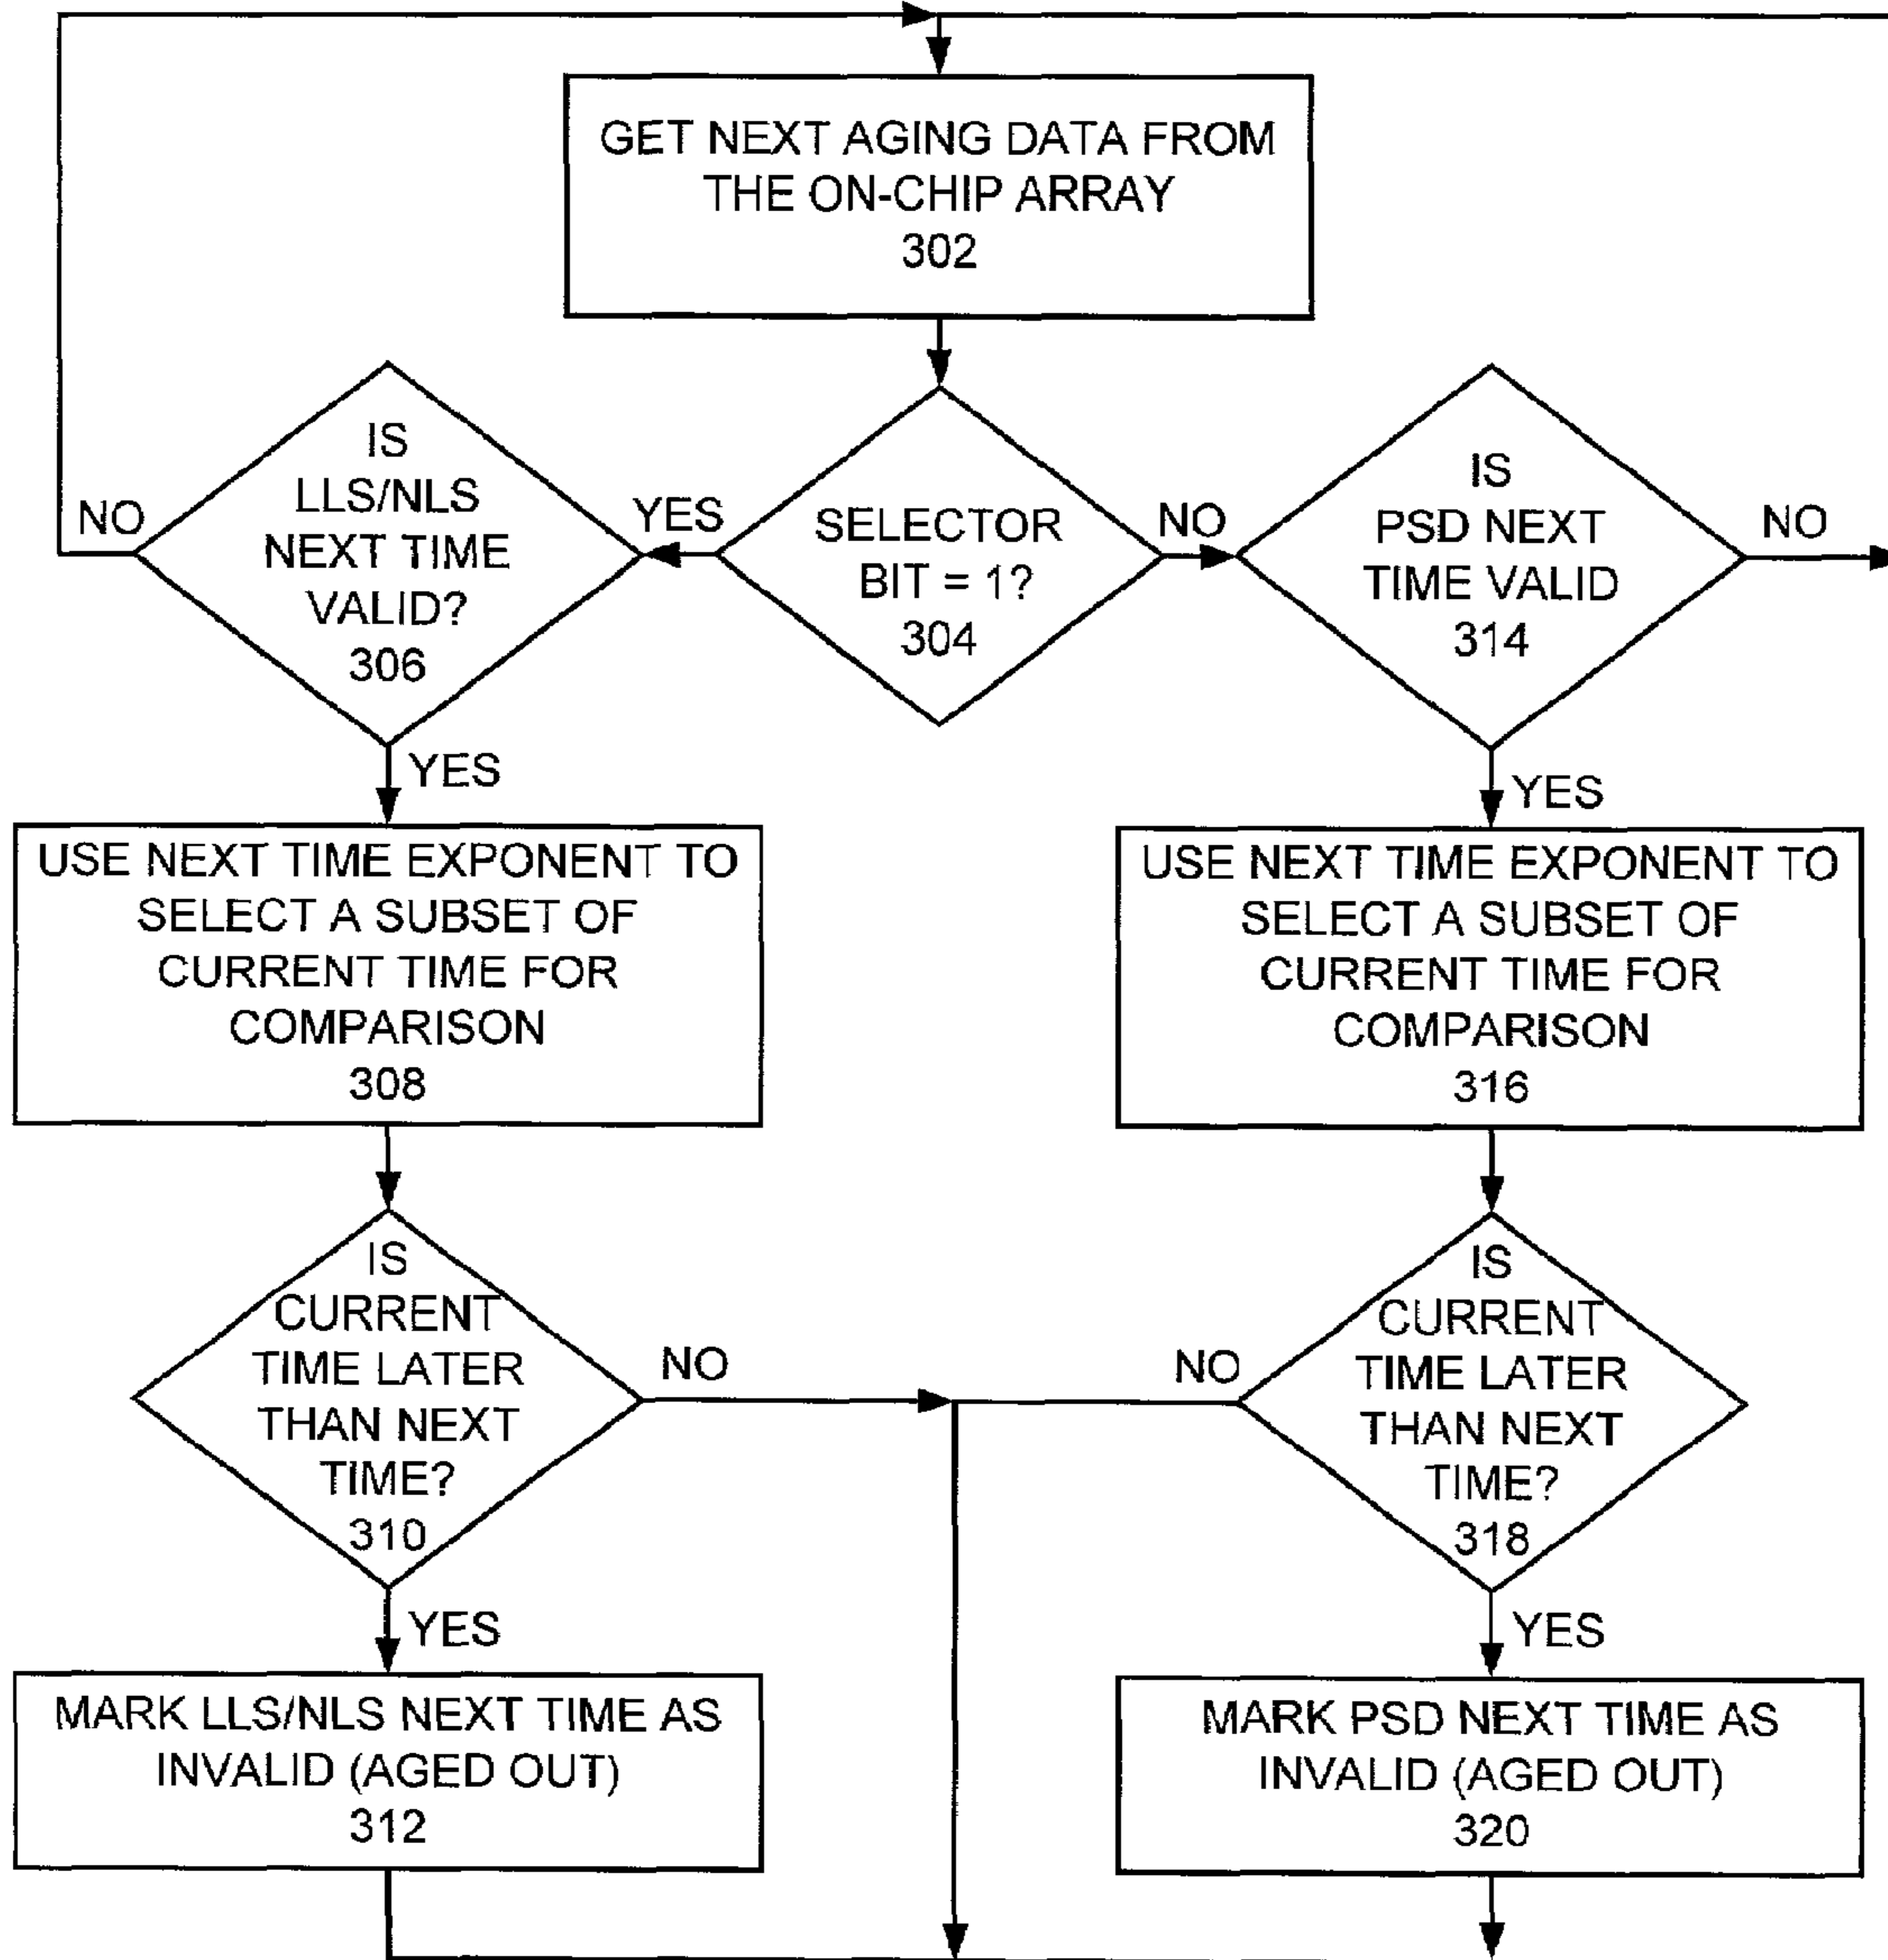 GET NEXT AGING DATA FROM
THE ON-CHIP ARRAY
302
IS
LLS/NLS
NEXT TIME
VALID?
306
NO
YES
SELECTOR
BIT = 1?
304
NO
IS
PSD NEXT
TIME VALID
314
NO
YES
YES
USE NEXT TIME EXPONENT TO
SELECT A SUBSET OF
CURRENT TIME FOR
COMPARISON
308
USE NEXT TIME EXPONENT TO
SELECT A SUBSET OF
CURRENT TIME FOR
COMPARISON
316
IS
CURRENT
TIME LATER
THAN NEXT
TIME?
310
NO
NO
IS
CURRENT
TIME LATER
THAN NEXT
TIME?
318
YES
YES
MARK LLS/NLS NEXT TIME AS
INVALID (AGED OUT)
312
MARK PSD NEXT TIME AS
INVALID (AGED OUT)
320